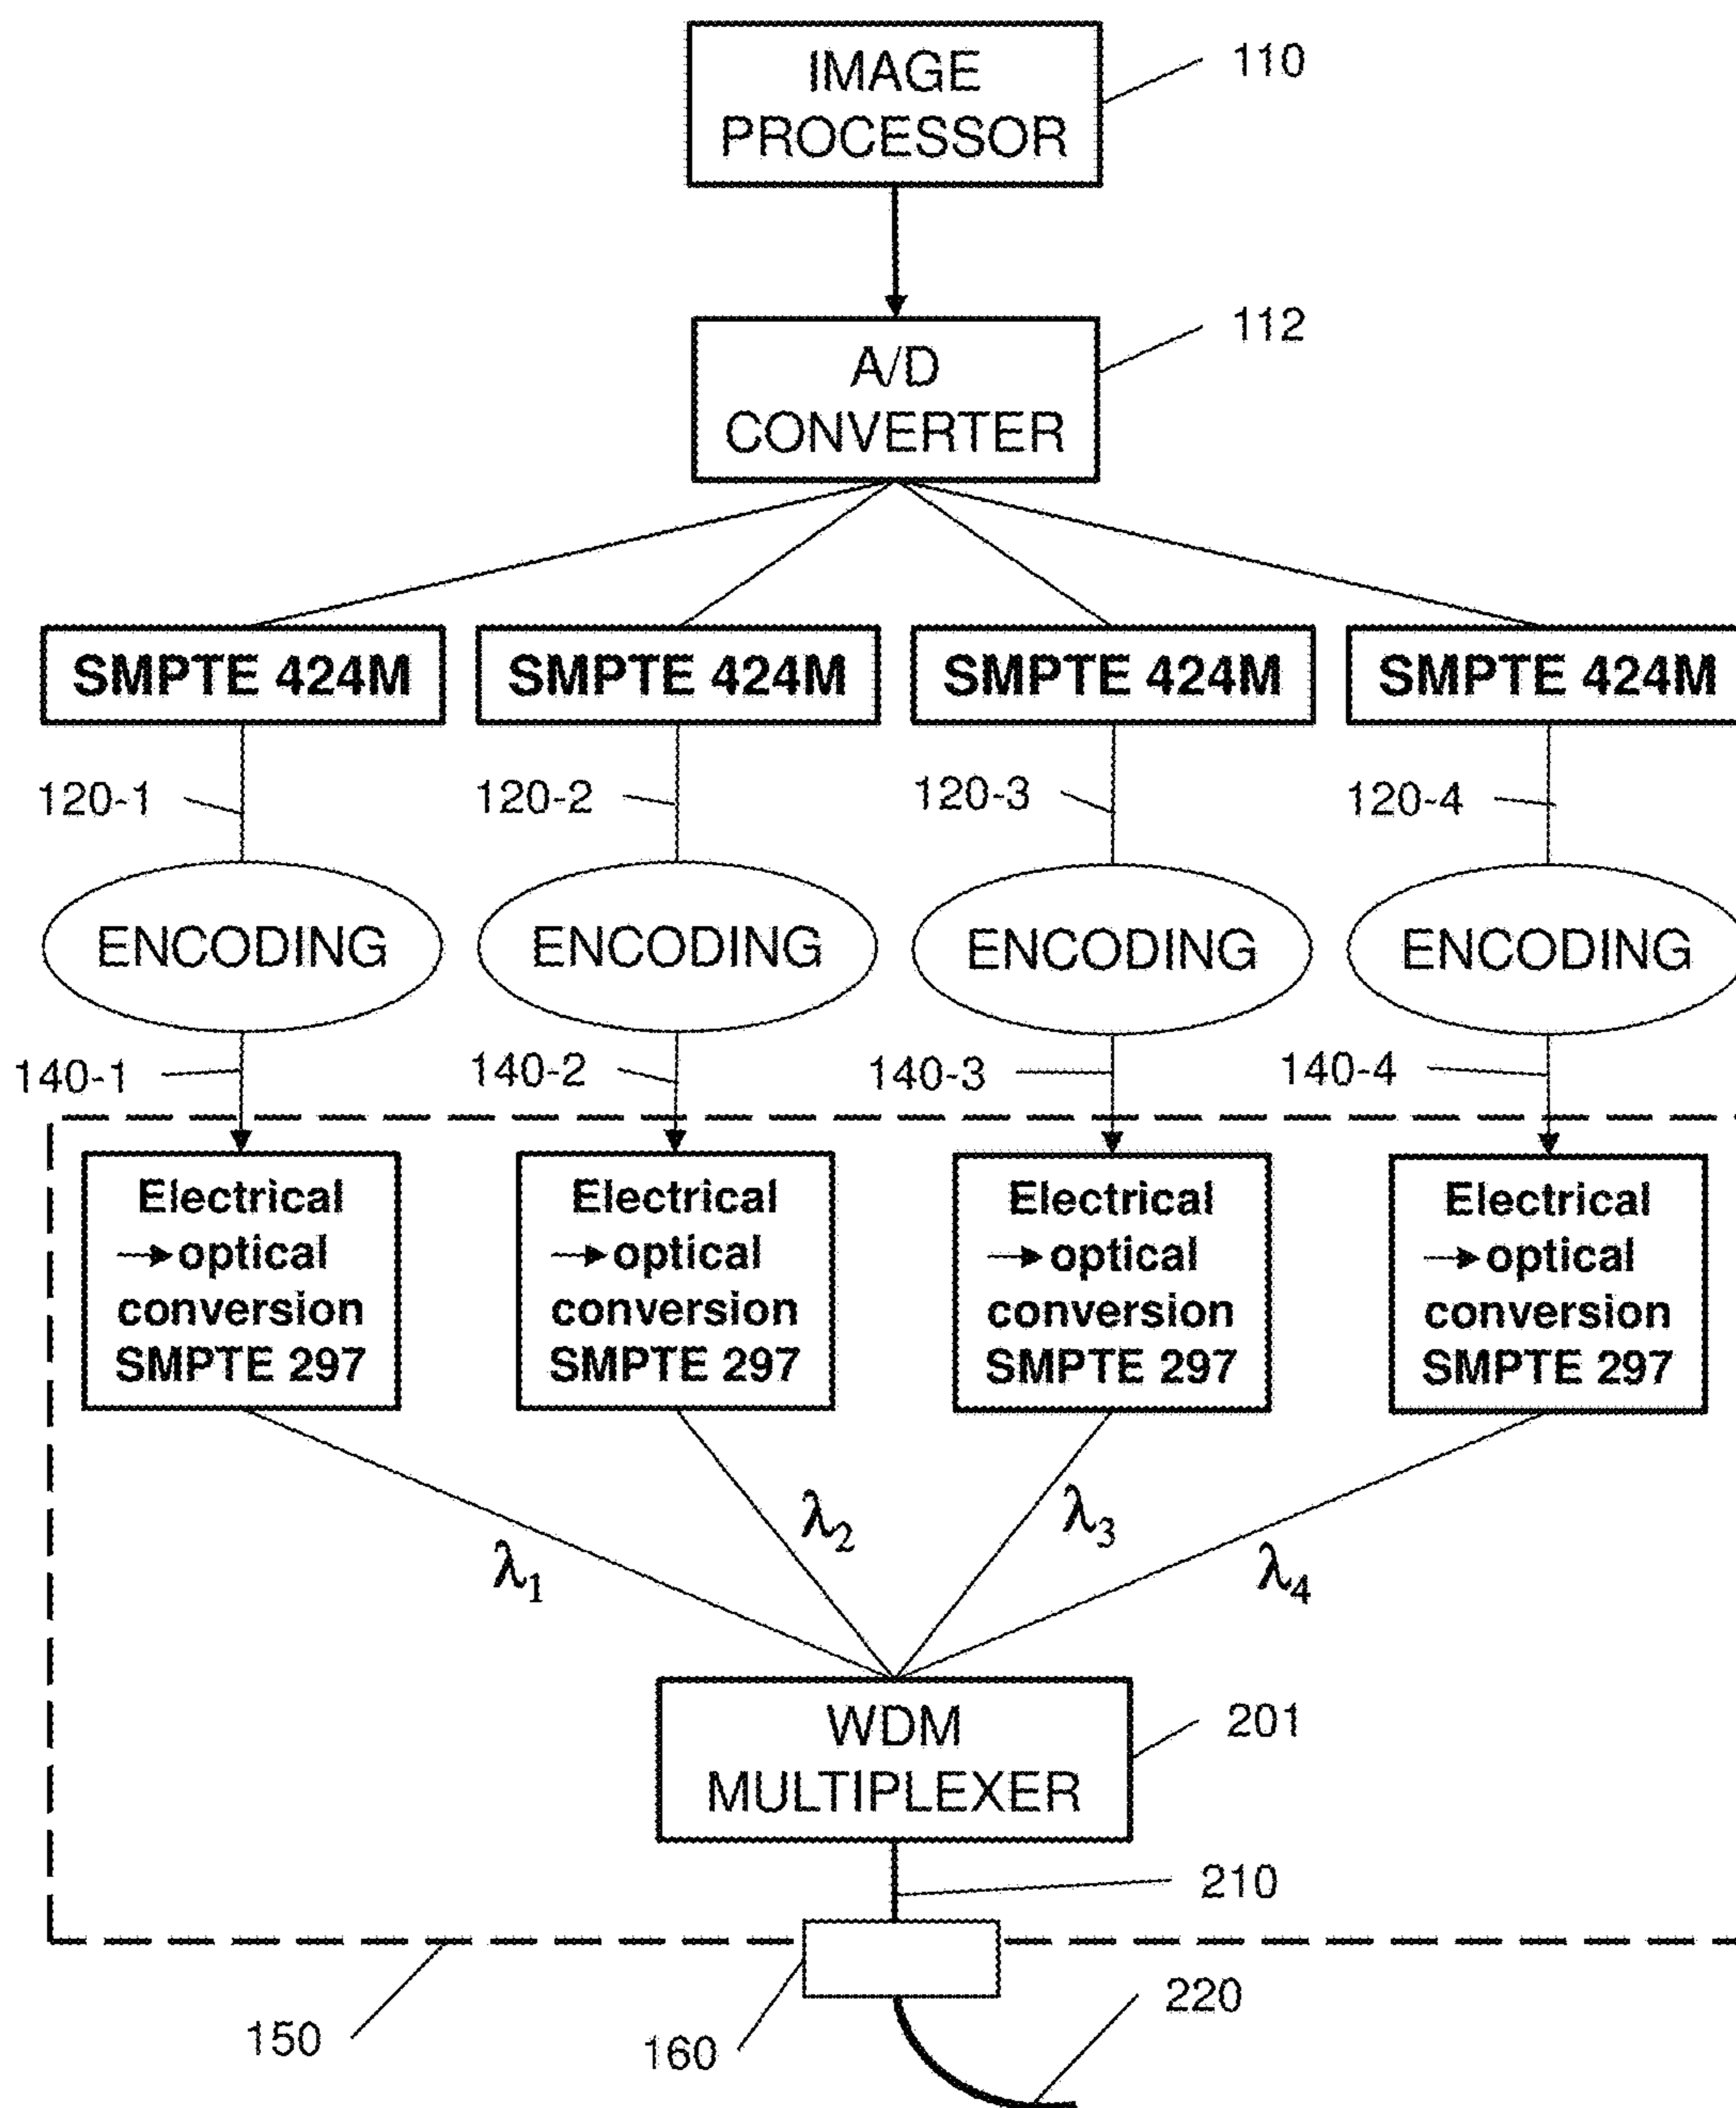 IMAGE
PROCESSOR
110
A/D
CONVERTER
112
SMPTE 424M
SMPTE 424M
SMPTE 424M
SMPTE 424M
120-1
120-2
120-3
120-4
ENCODING
ENCODING
ENCODING
ENCODING
140-1
140-2
140-3
140-4
Electrical
→optical
conversion
SMPTE 297
Electrical
→optical
conversion
SMPTE 297
Electrical
→optical
conversion
SMPTE 297
Electrical
→optical
conversion
SMPTE 297
λ1
λ2
λ3
λ4
WDM
MULTIPLEXER
201
210
150
160
220